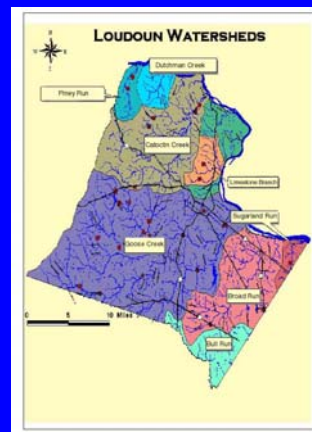 LOUDOUN WATERSHEDS
Dutchman Creek
Piney Run
Catoctin Creek
Limestone Branch
Sugarland Run
Goose Creek
Broad Run
0 5 10 Miles
Bull Run